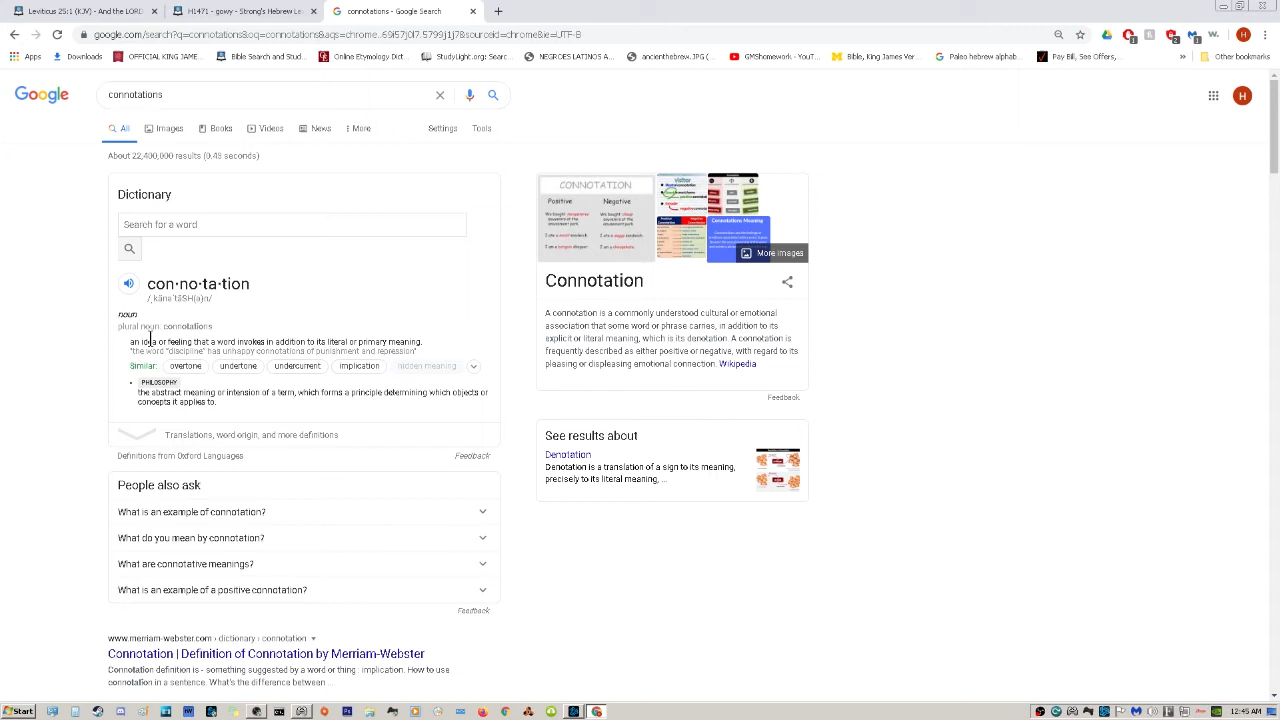 Leviticus 25:1 (KJV) - And the LORD
H1471 - gowy - Strong's Hebrew Le
connotations - Google Search
google.com/search?q=connotations&oq=connotations&aqs=chrome
&sourceid=chrome&ie=UTF-8
Apps
Downloads
OFFICIAL KING JAME...
Bible Search and Stu...
Online Etymology Dict...
StudyLight.org: Searc...
NEGROES LATINOS...
ancienthebrew.JPG (...
GMShomework - YouT...
Bible, King James Ver...
Paleo hebrew alphab...
Pay Bill, See Offers,...
»
Other bookmarks
Google
connotations
H
All
Images
Books
Videos
News
More
Settings
Tools
About 22,400,000 results (0.43 seconds)
Dictionary
Search for a word
con·no·ta·tion
/ˌkänəˈtāSH(ə)n/
noun
plural noun: connotations
an idea or feeling that a word invokes in addition to its literal or primary meaning.
"the word "discipline" has unhappy connotations of punishment and repression"
Similar:
overtone
undertone
undercurrent
implication
hidden meaning
PHILOSOPHY
the abstract meaning or intension of a term, which forms a principle determining which objects or
concepts it applies to.
Translations, word origin, and more definitions
Definitions from Oxford Languages
Feedback
People also ask
What is an example of connotation?
What do you mean by connotation?
What are connotative meanings?
What is an example of a positive connotation?
Feedback
www.merriam-webster.com › dictionary › connotation
Connotation | Definition of Connotation by Merriam-Webster
Connotation definition is - something suggested by a word or thing : implication. How to use
connotation in a sentence. What's the difference between ...
CONNOTATION
Positive
Negative
Connotations Meaning
More images
Connotation
A connotation is a commonly understood cultural or emotional
association that some word or phrase carries, in addition to its
explicit or literal meaning, which is its denotation. A connotation is
frequently described as either positive or negative, with regard to its
pleasing or displeasing emotional connection. Wikipedia
Feedback
See results about
Denotation
Denotation is a translation of a sign to its meaning,
precisely to its literal meaning, ...
Start
12:45 AM